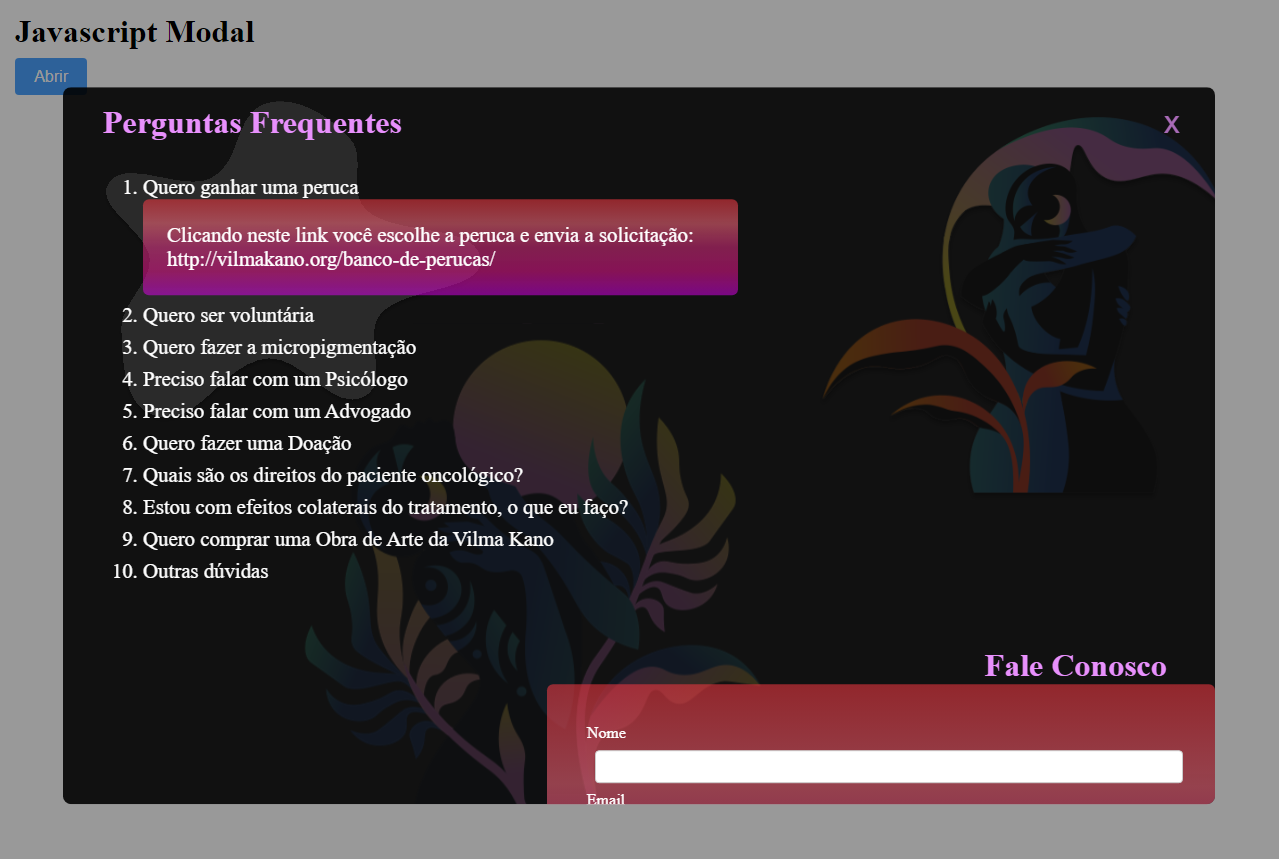 Javascript Modal
Abrir
Perguntas Frequentes
X
1. Quero ganhar uma peruca
Clicando neste link você escolhe a peruca e envia a solicitação:
http://vilmakano.org/banco-de-perucas/
2. Quero ser voluntária
3. Quero fazer a micropigmentação
4. Preciso falar com um Psicólogo
5. Preciso falar com um Advogado
6. Quero fazer uma Doação
7. Quais são os direitos do paciente oncológico?
8. Estou com efeitos colaterais do tratamento, o que eu faço?
9. Quero comprar uma Obra de Arte da Vilma Kano
10. Outras dúvidas
Fale Conosco
Nome
Email